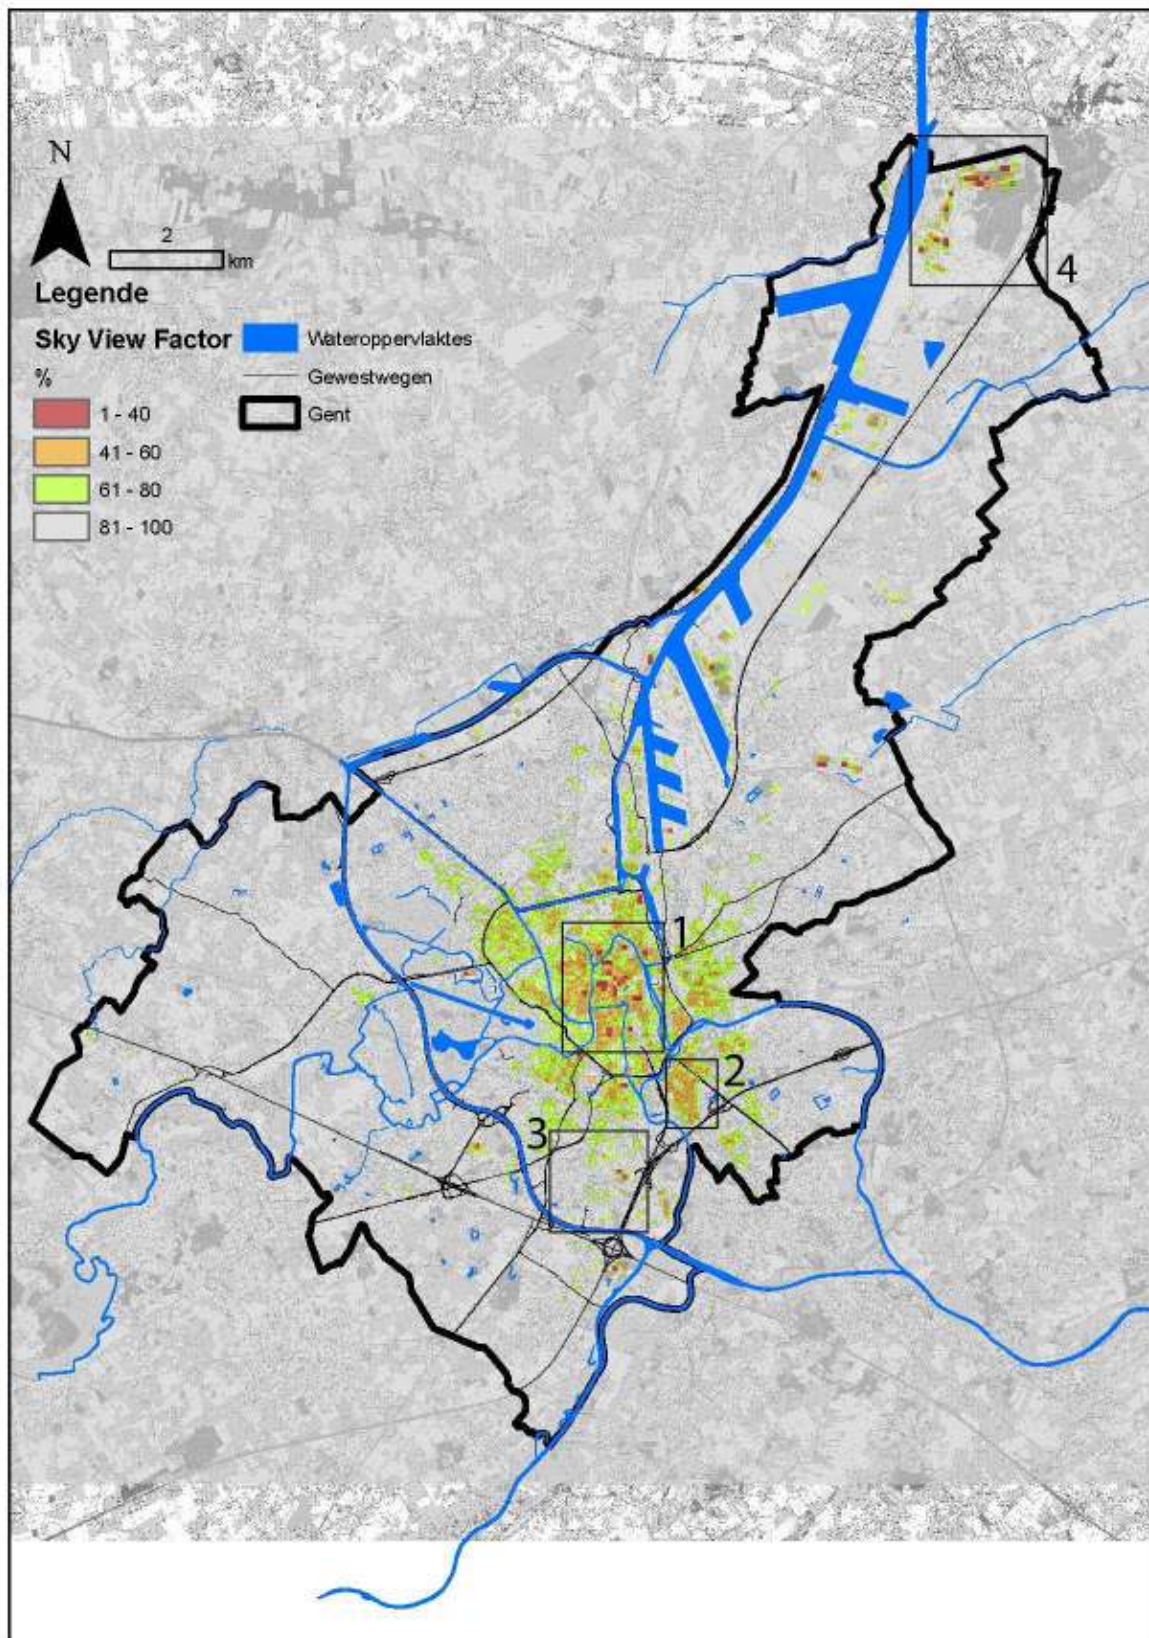 N
2
km
Legende
Sky View Factor
%
1 - 40
41 - 60
61 - 80
81 - 100
Wateroppervlaktes
Gewestwegen
Gent
4
1
2
3